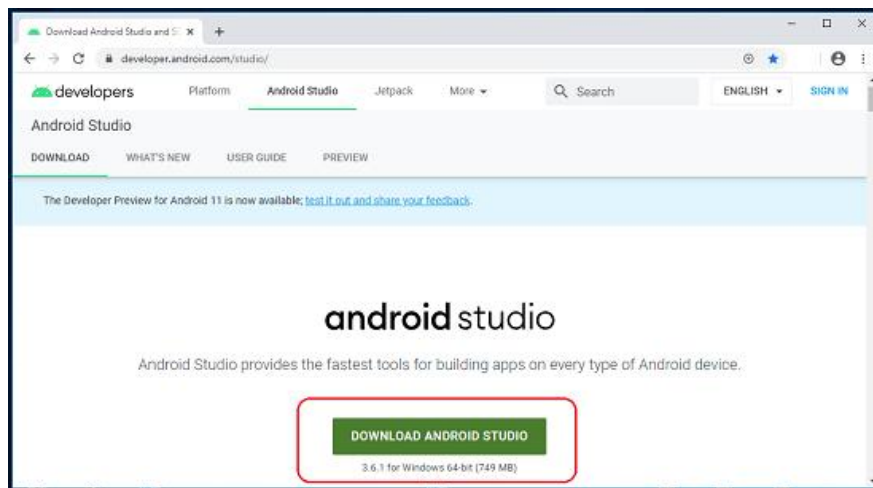 Download Android Studio and S
developer.android.com/studio/
developers Platform Android Studio Jetpack More Search ENGLISH SIGN IN
Android Studio
DOWNLOAD WHAT'S NEW USER GUIDE PREVIEW
The Developer Preview for Android 11 is now available; test it out and share your feedback.
android studio
Android Studio provides the fastest tools for building apps on every type of Android device.
DOWNLOAD ANDROID STUDIO
3.6.1 for Windows 64-bit (749 MB)